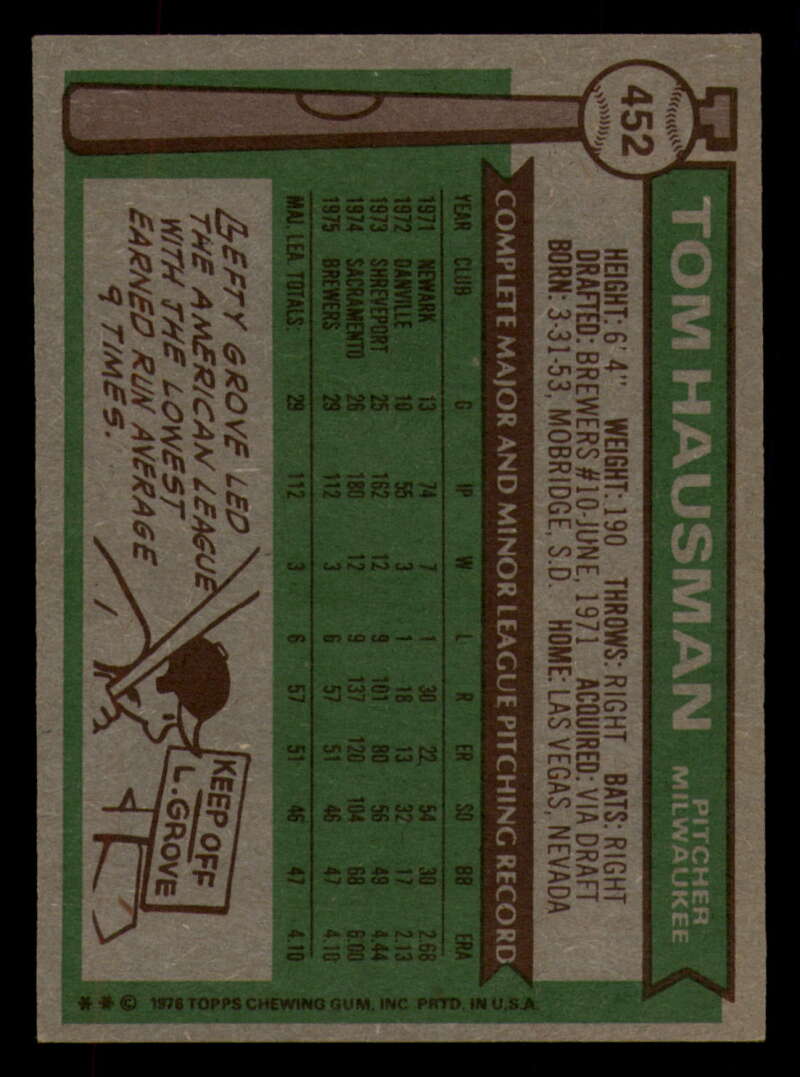 452
TOM HAUSMAN
PITCHER
MILWAUKEE
HEIGHT: 6' 4" WEIGHT: 190 THROWS: RIGHT BATS: RIGHT
DRAFTED: BREWERS #10-JUNE, 1971 ACQUIRED: VIA DRAFT
BORN: 3-31-53, MOBRIDGE, S.D. HOME: LAS VEGAS, NEVADA
COMPLETE MAJOR AND MINOR LEAGUE PITCHING RECORD
YEAR CLUB G IP W L R ER SO BB ERA
1971 NEWARK 13 74 7 1 30 22 54 30 2.68
1972 DANVILLE 10 55 3 1 18 13 32 17 2.13
1973 SHREVEPORT 25 162 12 9 101 80 56 49 4.44
1974 SACRAMENTO 26 180 12 9 137 120 104 68 6.00
1975 BREWERS 29 112 3 6 57 51 46 47 4.10
MAJ. LEA. TOTALS: 29 112 3 6 57 51 46 47 4.10
LEFTY GROVE LED
THE AMERICAN LEAGUE
WITH THE LOWEST
EARNED RUN AVERAGE
9 TIMES.
KEEP OFF
L. GROVE
** © 1976 TOPPS CHEWING GUM, INC. PRTD. IN U.S.A.